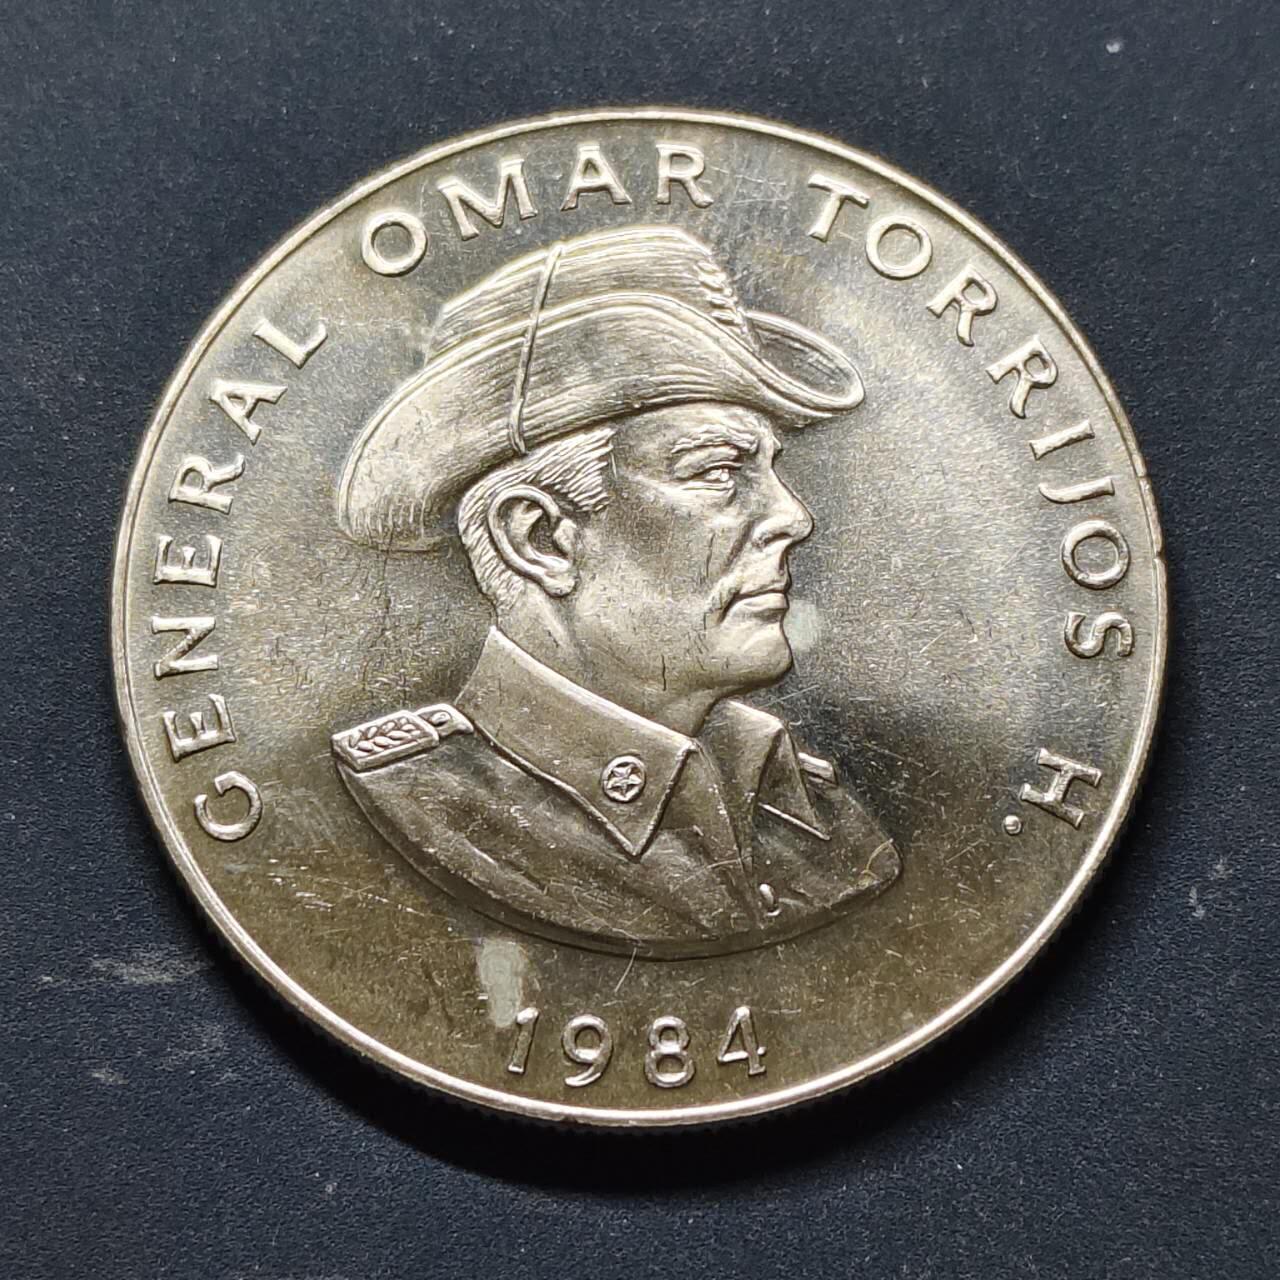 GENERAL OMAR TORRIJOS H.
1984